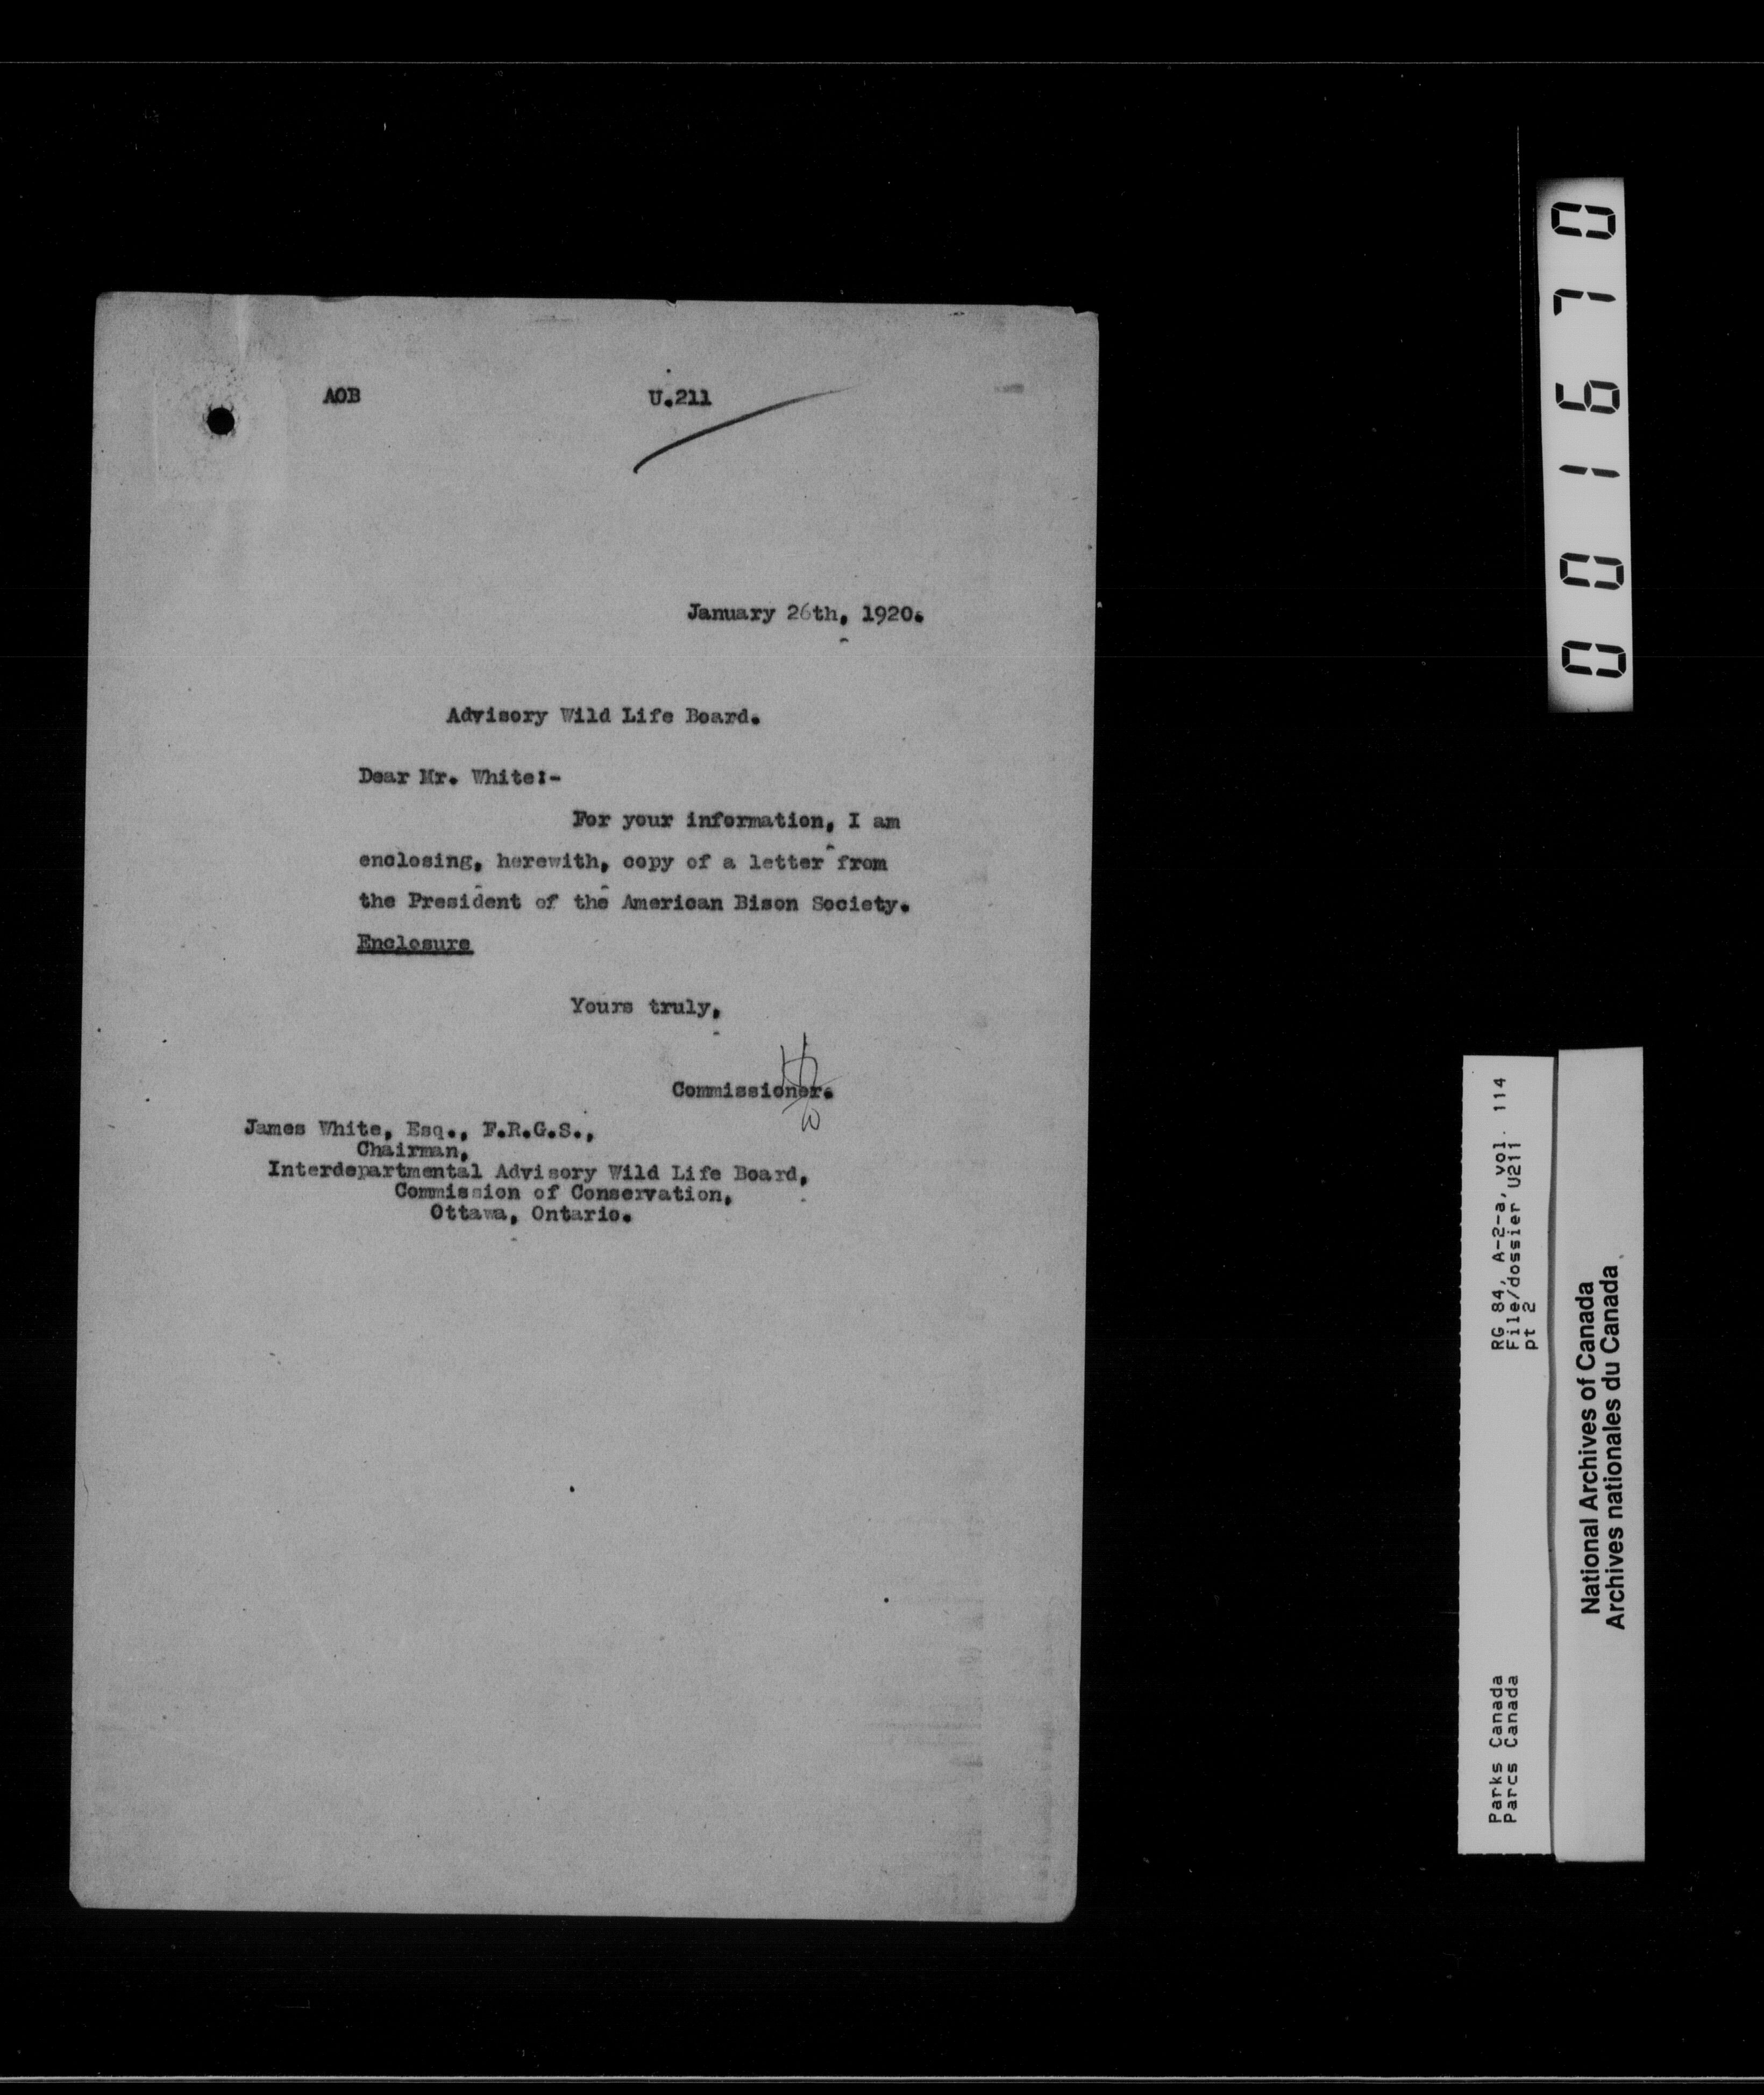 AOB U.211
January 26th, 1920.
Advisory Wild Life Board.
Dear Mr. White:-
For your information, I am
enclosing, herewith, copy of a letter from
the President of the American Bison Society.
Enclosure
Yours truly,
Commissioner.
James White, Esq., F.R.G.S.,
Chairman,
Interdepartmental Advisory Wild Life Board,
Commission of Conservation,
Ottawa, Ontario.
001670
Parks Canada
Parcs Canada
RG 84, A-2-a, vol. 114
File/dossier U211
pt 2
National Archives of Canada
Archives nationales du Canada